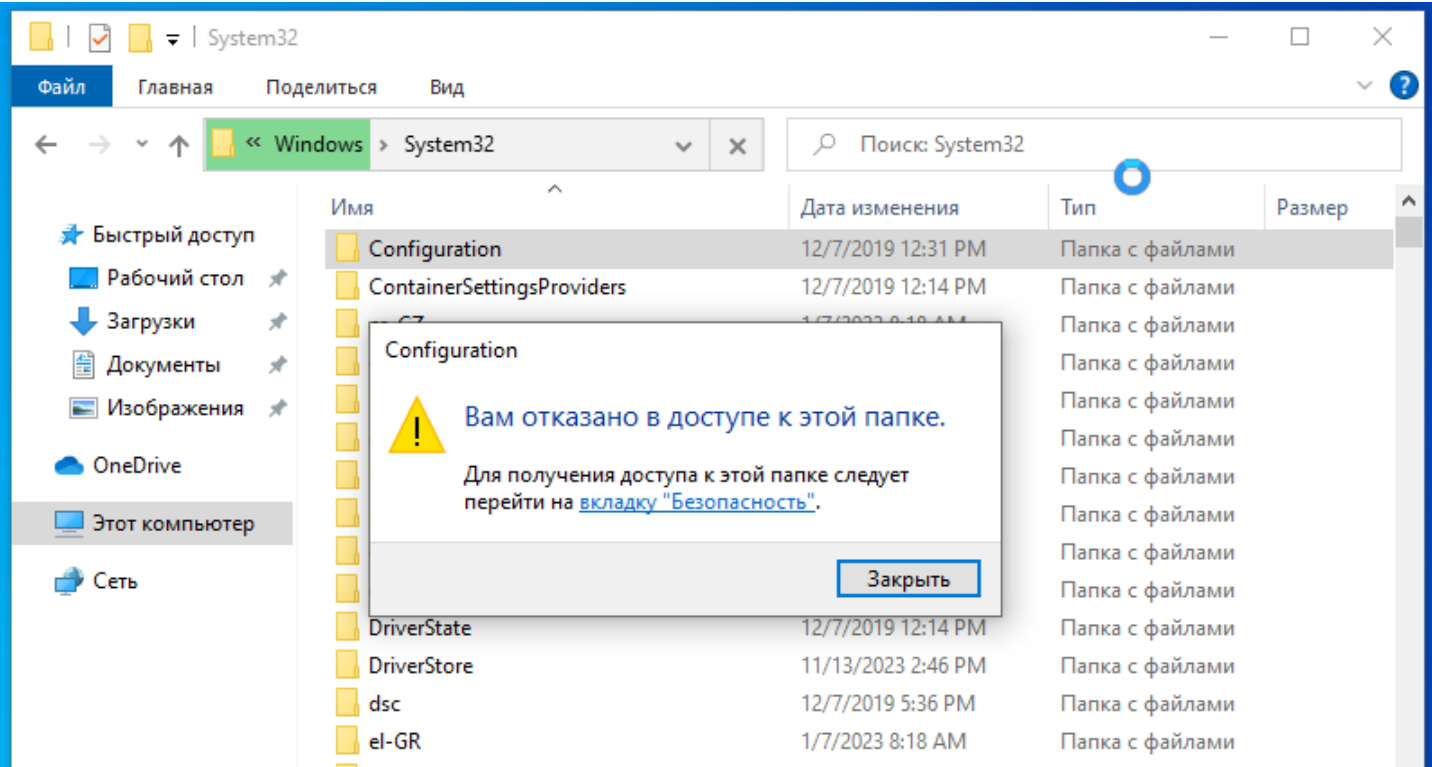 System32
Файл Главная Поделиться Вид
« Windows › System32 Поиск: System32
Имя Дата изменения Тип Размер
Быстрый доступ
Рабочий стол
Загрузки
Документы
Изображения
OneDrive
Этот компьютер
Сеть
Configuration 12/7/2019 12:31 PM Папка с файлами
ContainerSettingsProviders 12/7/2019 12:14 PM Папка с файлами
Папка с файлами
Папка с файлами
Папка с файлами
Папка с файлами
Папка с файлами
Папка с файлами
Папка с файлами
Папка с файлами
DriverState 12/7/2019 12:14 PM Папка с файлами
DriverStore 11/13/2023 2:46 PM Папка с файлами
dsc 12/7/2019 5:36 PM Папка с файлами
el-GR 1/7/2023 8:18 AM Папка с файлами
Configuration
Вам отказано в доступе к этой папке.
Для получения доступа к этой папке следует
перейти на вкладку "Безопасность".
Закрыть